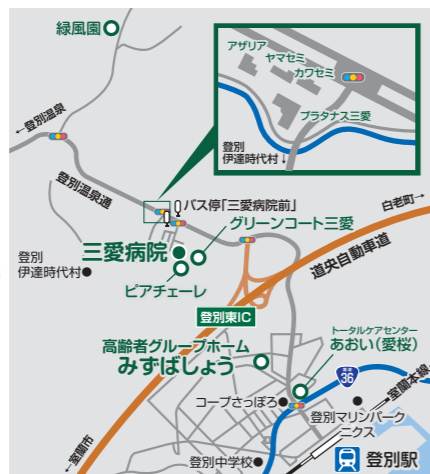 緑風園
アザリア
ヤマセミ
カワセミ
プラタナス三愛
登別
伊達時代村↓
←登別温泉
登別温泉通
バス停「三愛病院前」
グリーンコート三愛
白老町→
三愛病院
登別
伊達時代村
ピアチェーレ
道央自動車道
登別東IC
高齢者グループホーム
みずばしょう
トータルケアセンター
あおい(愛桜)
36
室蘭本線
コープさっぽろ
登別マリンパーク
ニクス
←室蘭市
登別中学校
登別駅